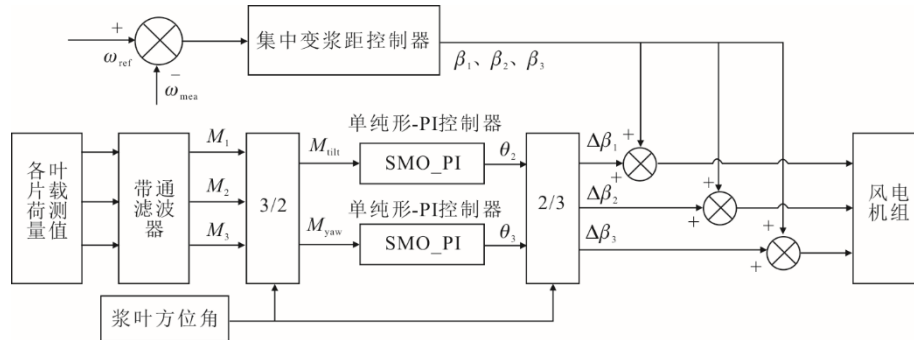 +
ω_ref
−
ω_mea
集中变浆距控制器
β₁、β₂、β₃
各叶片载荷测量值
带通滤波器
M₁
M₂
M₃
3/2
M_tilt
M_yaw
单纯形-PI控制器
SMO_PI
θ₂
单纯形-PI控制器
SMO_PI
θ₃
2/3
Δβ₁
Δβ₂
Δβ₃
+
+
+
+
+
+
风电机组
浆叶方位角